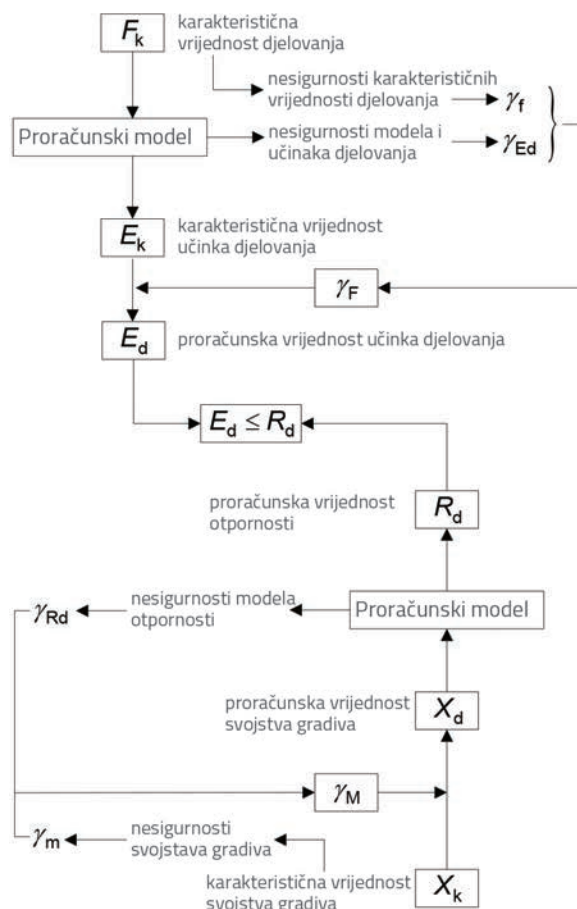 F_k
karakteristična
vrijednost djelovanja
nesigurnosti karakterističnih
vrijednosti djelovanja
γ_f
Proračunski model
nesigurnosti modela i
učinaka djelovanja
γ_Ed
E_k
karakteristična vrijednost
učinka djelovanja
γ_F
E_d
proračunska vrijednost učinka djelovanja
E_d ≤ R_d
proračunska vrijednost
otpornosti
R_d
γ_Rd
nesigurnosti modela
otpornosti
Proračunski model
proračunska vrijednost
svojstva gradiva
X_d
γ_M
γ_m
nesigurnosti
svojstava gradiva
karakteristična vrijednost
svojstva gradiva
X_k